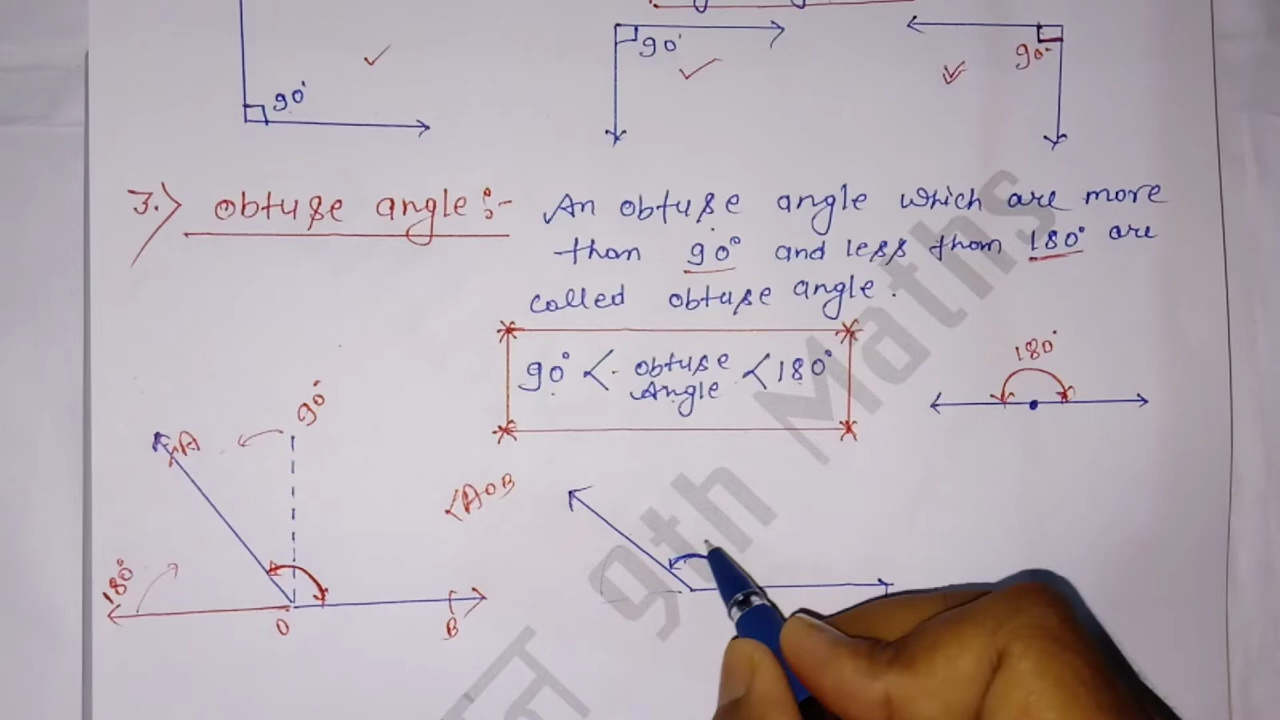 90°
90°
90°
3.> obtuse angle :- An obtuse angle which are more
than 90° and less than 180° are
called obtuse angle.
90° < obtuse Angle < 180°
180°
90°
A
<AOB
180°
O
B
9th Maths